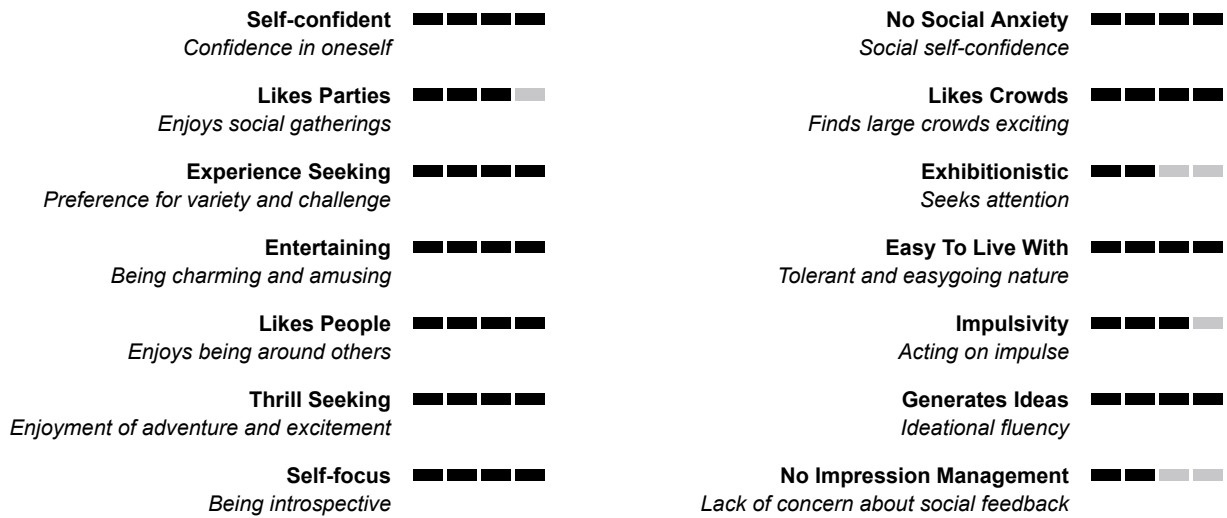 Self-confident
Confidence in oneself
Likes Parties
Enjoys social gatherings
Experience Seeking
Preference for variety and challenge
Entertaining
Being charming and amusing
Likes People
Enjoys being around others
Thrill Seeking
Enjoyment of adventure and excitement
Self-focus
Being introspective
No Social Anxiety
Social self-confidence
Likes Crowds
Finds large crowds exciting
Exhibitionistic
Seeks attention
Easy To Live With
Tolerant and easygoing nature
Impulsivity
Acting on impulse
Generates Ideas
Ideational fluency
No Impression Management
Lack of concern about social feedback